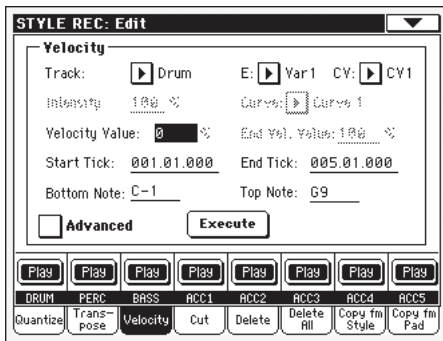 STYLE REC: Edit
Velocity
Track: Drum E: Var1 CV: CV1
Intensity 100 % Curve: Curve 1
Velocity Value: 0 % End Vel. Value: 100 %
Start Tick: 001.01.000 End Tick: 005.01.000
Bottom Note: C-1 Top Note: G9
Advanced Execute
Play Play Play Play Play Play Play Play
DRUM PERC BASS ACC1 ACC2 ACC3 ACC4 ACC5
Quantize Trans-pose Velocity Cut Delete Delete All Copy fm Style Copy fm Pad